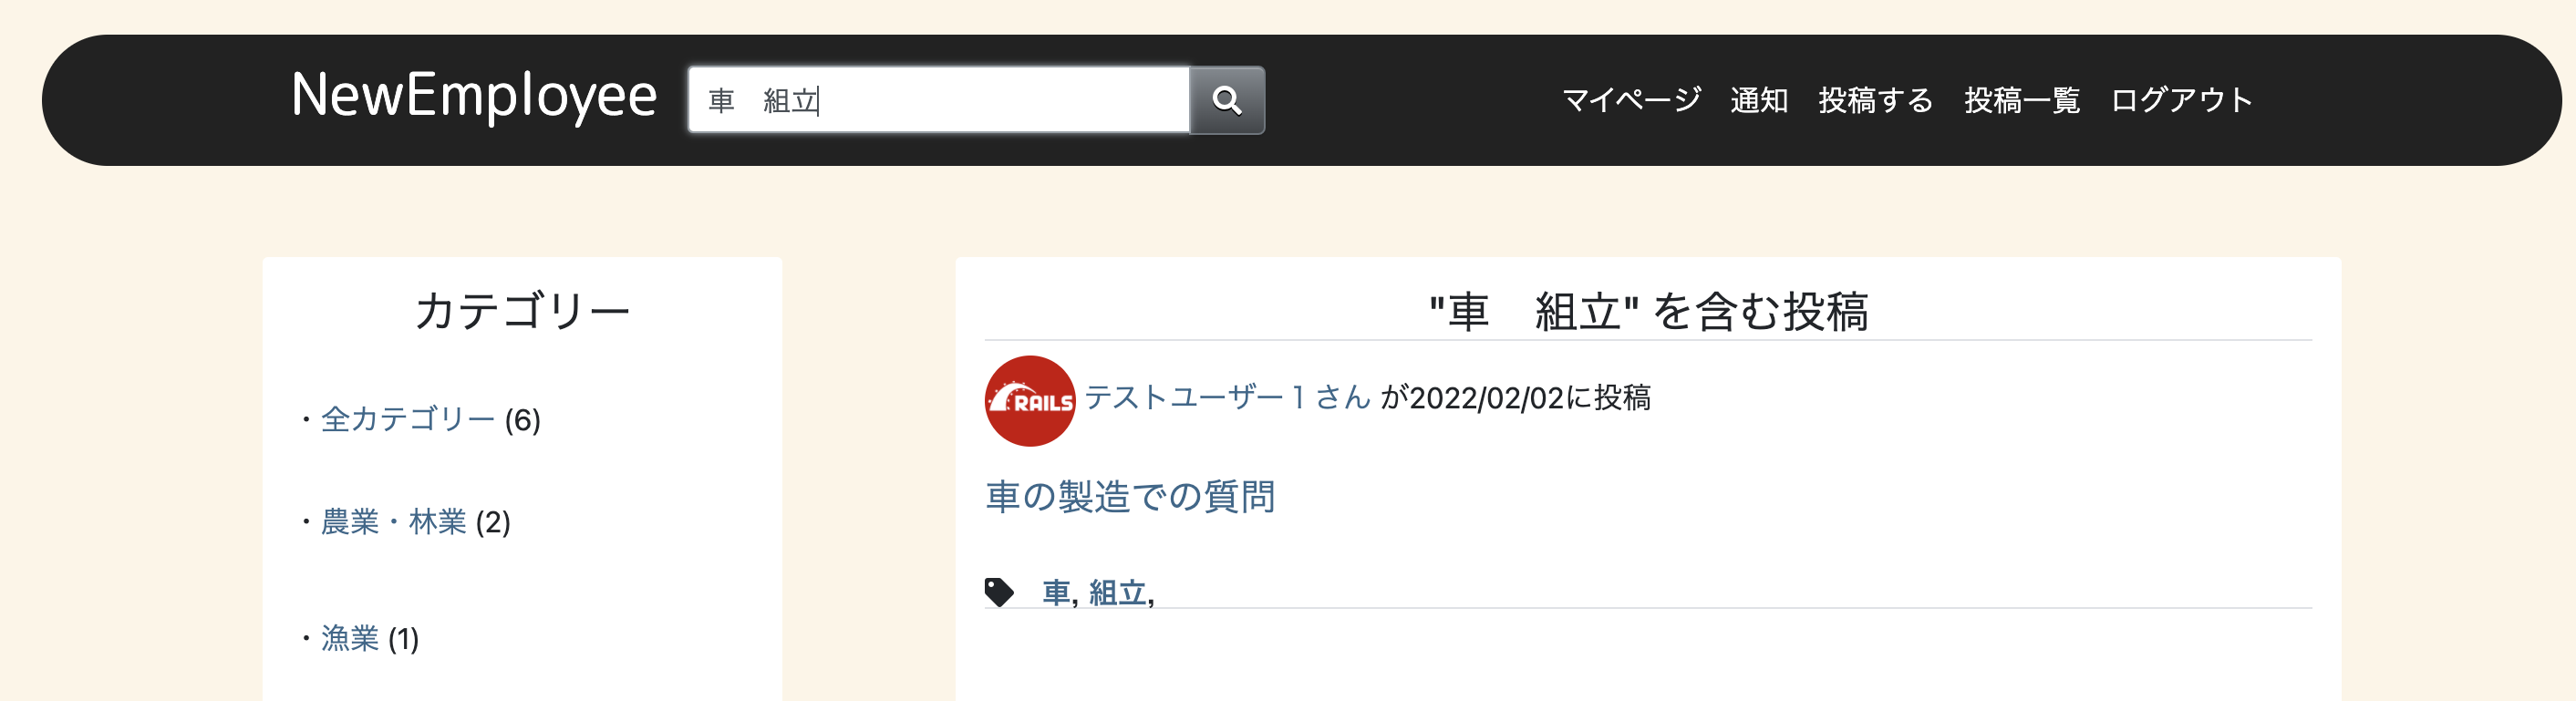 NewEmployee 車　組立 マイページ 通知 投稿する 投稿一覧 ログアウト
カテゴリー
・全カテゴリー (6)
・農業・林業 (2)
・漁業 (1)
"車　組立" を含む投稿
RAILS テストユーザー１さん が2022/02/02に投稿
車の製造での質問
車, 組立,